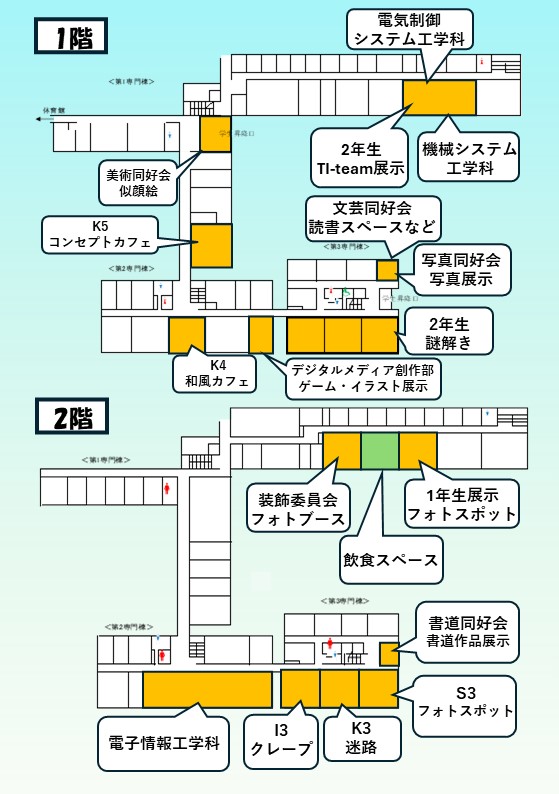 1階
電気制御
システム工学科
<第1専門棟>
体育館
学生昇降口
2年生
TI-team展示
機械システム
工学科
美術同好会
似顔絵
文芸同好会
読書スペースなど
K5
コンセプトカフェ
<第3専門棟>
写真同好会
写真展示
<第2専門棟>
学生昇降口
2年生
謎解き
K4
和風カフェ
デジタルメディア創作部
ゲーム・イラスト展示
2階
<第1専門棟>
装飾委員会
フォトブース
1年生展示
フォトスポット
飲食スペース
<第3専門棟>
書道同好会
書道作品展示
<第2専門棟>
S3
フォトスポット
電子情報工学科
I3
クレープ
K3
迷路